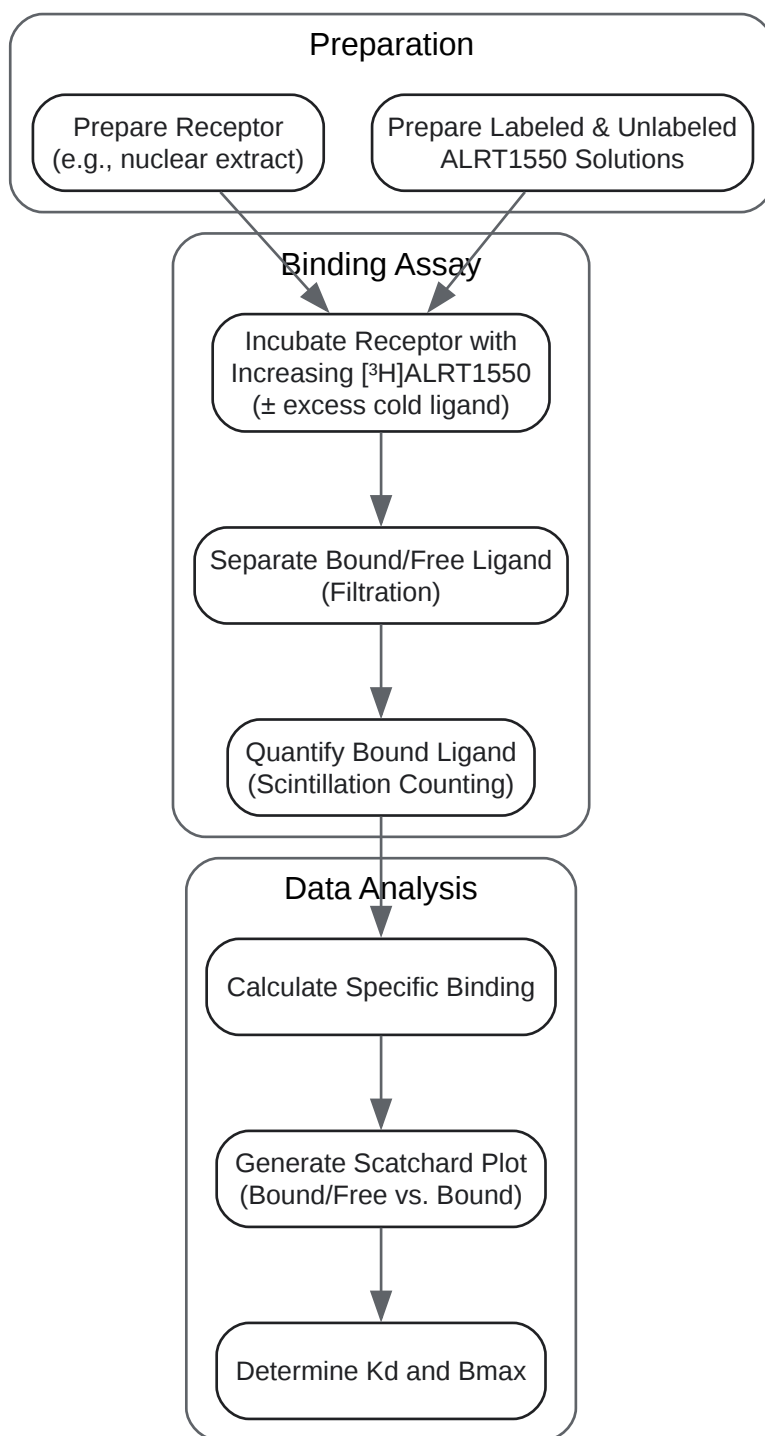 Preparation
Prepare Receptor
(e.g., nuclear extract)
Prepare Labeled & Unlabeled
ALRT1550 Solutions
Binding Assay
Incubate Receptor with
Increasing [³H]ALRT1550
(± excess cold ligand)
Separate Bound/Free Ligand
(Filtration)
Quantify Bound Ligand
(Scintillation Counting)
Data Analysis
Calculate Specific Binding
Generate Scatchard Plot
(Bound/Free vs. Bound)
Determine Kd and Bmax